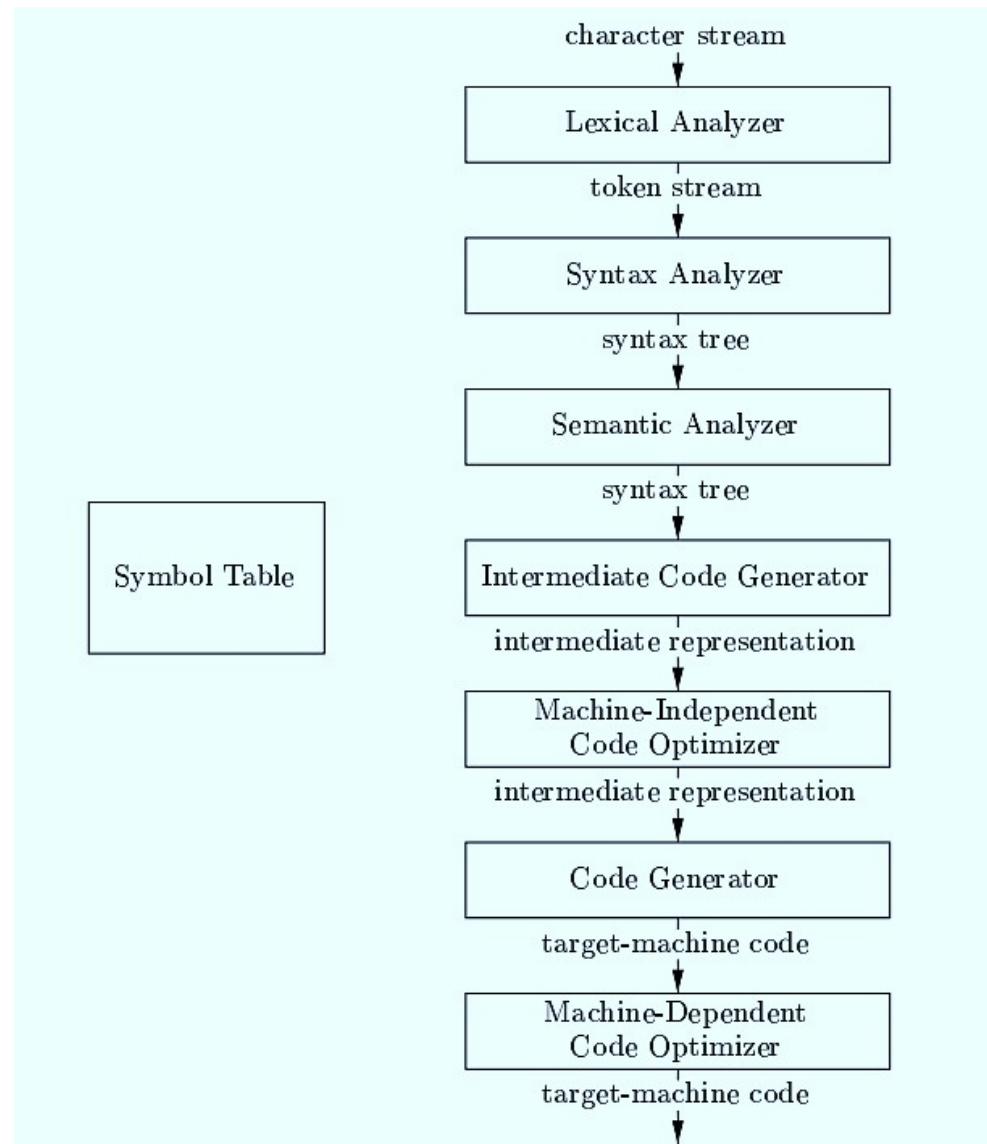 character stream
Lexical Analyzer
token stream
Syntax Analyzer
syntax tree
Semantic Analyzer
syntax tree
Symbol Table
Intermediate Code Generator
intermediate representation
Machine-Independent
Code Optimizer
intermediate representation
Code Generator
target-machine code
Machine-Dependent
Code Optimizer
target-machine code